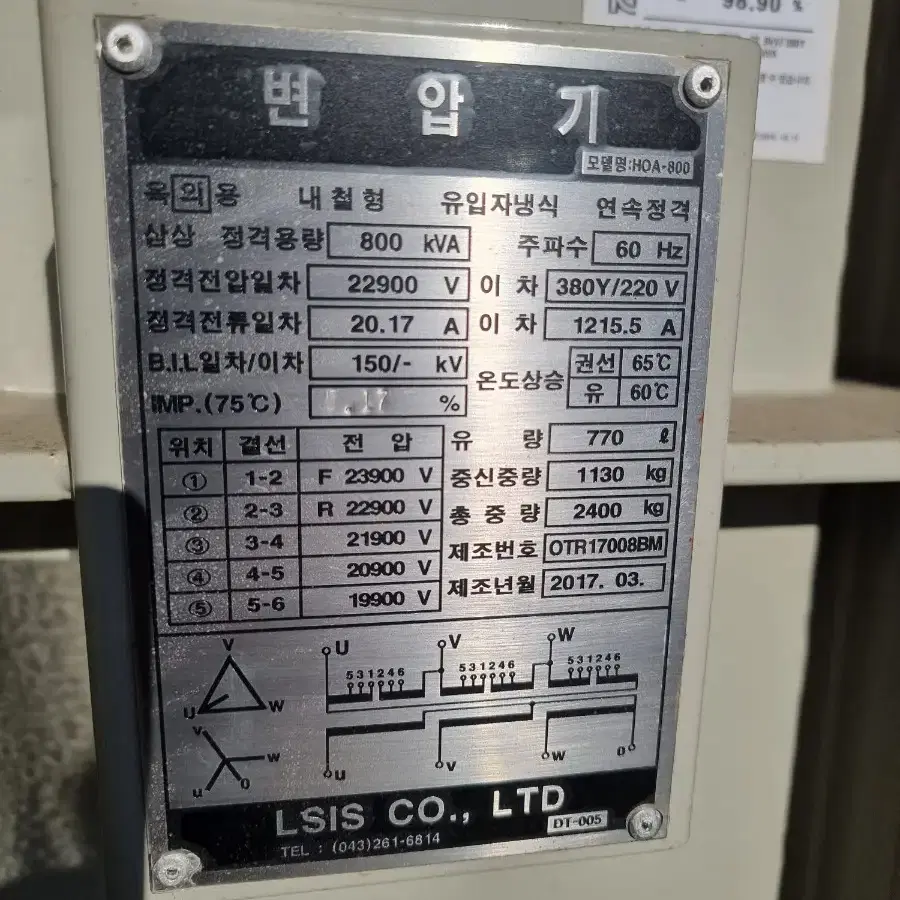 98.90 %
변 압 기
모델명:HOA-800
옥 외 용 내 철 형 유입자냉식 연속정격
삼상 정격용량 800 kVA 주파수 60 Hz
정격전압일차 22900 V 이 차 380Y/220 V
정격전류일차 20.17 A 이 차 1215.5 A
B.I.L일차/이차 150/- kV 온도상승 권선 65℃
유 60℃
IMP.(75℃) %
위치 결선 전 압 유 량 770 ℓ
① 1-2 F 23900 V 중신중량 1130 kg
② 2-3 R 22900 V 총 중 량 2400 kg
③ 3-4 21900 V 제조번호 OTR17008BM
④ 4-5 20900 V 제조년월 2017. 03.
⑤ 5-6 19900 V
V U V W
5 3 1 2 4 6 5 3 1 2 4 6 5 3 1 2 4 6
U W
v w u o
u v w o
LSIS CO., LTD
DT-005
TEL : (043)261-6814